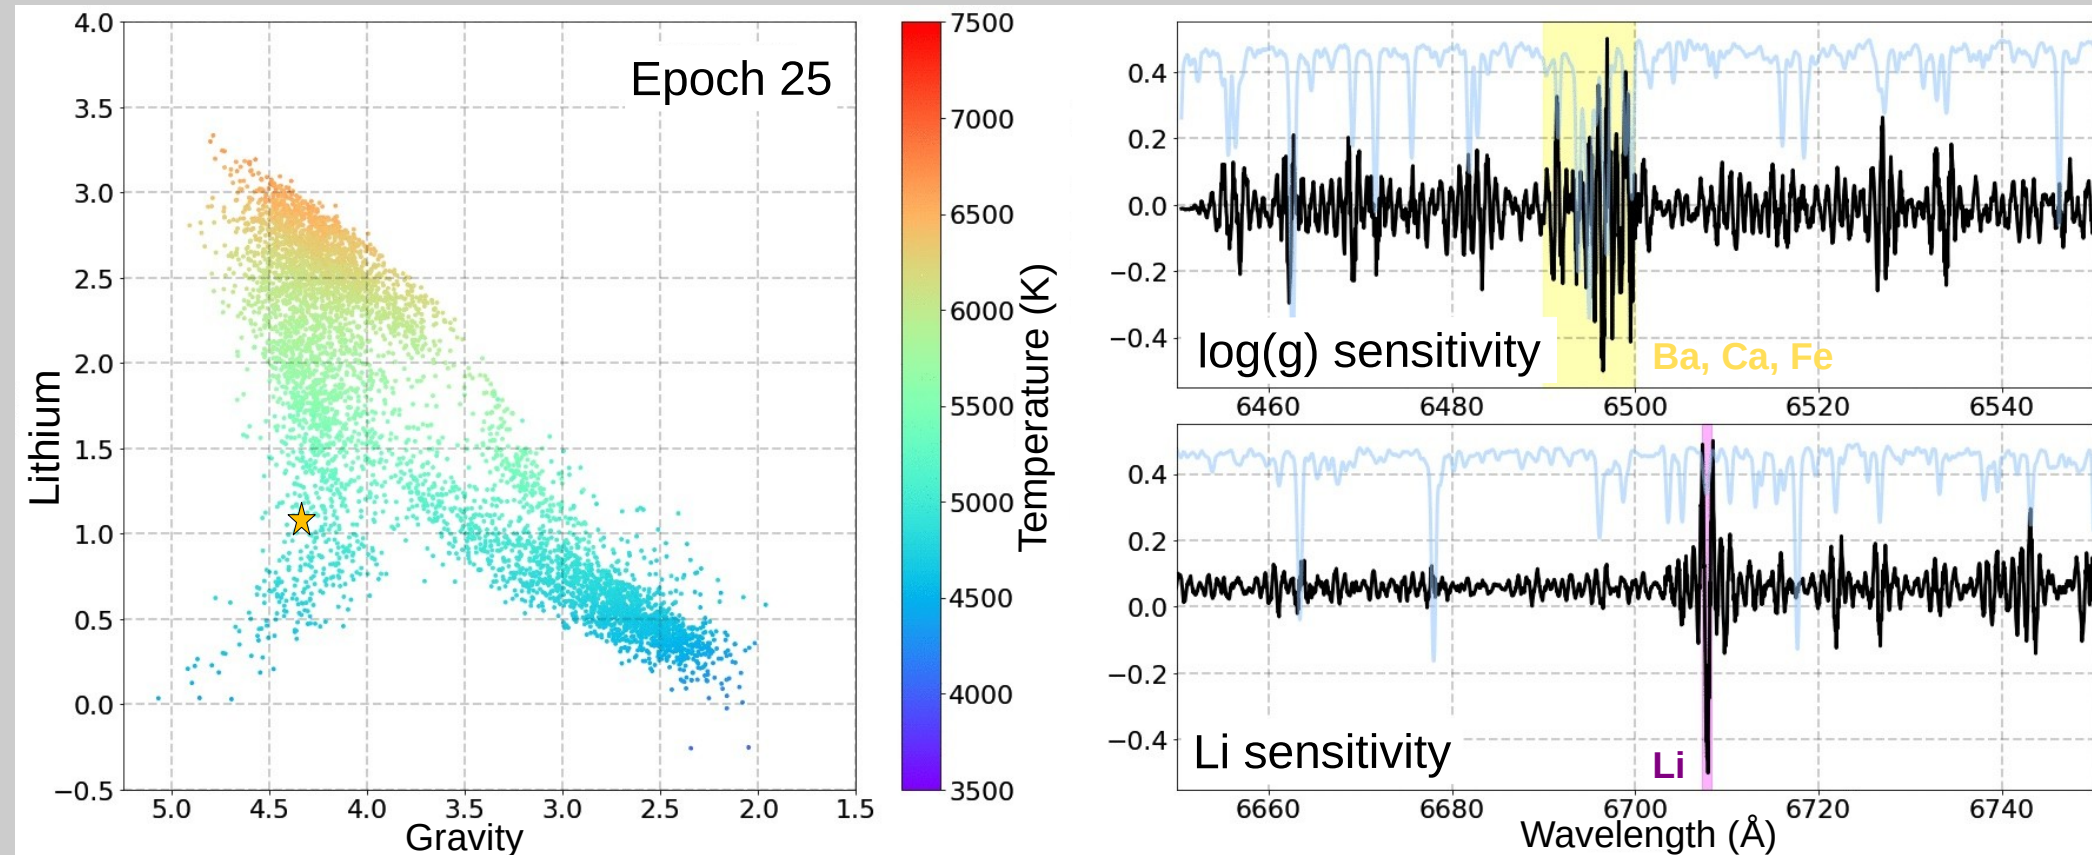 4.0
3.5
3.0
2.5
2.0
1.5
1.0
0.5
0.0
−0.5
Lithium
Epoch 25
5.0 4.5 4.0 3.5 3.0 2.5 2.0 1.5
Gravity
7500
7000
6500
6000
5500
5000
4500
4000
3500
Temperature (K)
0.4
0.2
0.0
−0.2
−0.4
log(g) sensitivity
Ba, Ca, Fe
6460 6480 6500 6520 6540
0.4
0.2
0.0
−0.2
−0.4
Li sensitivity
Li
6660 6680 6700 6720 6740
Wavelength (Å)